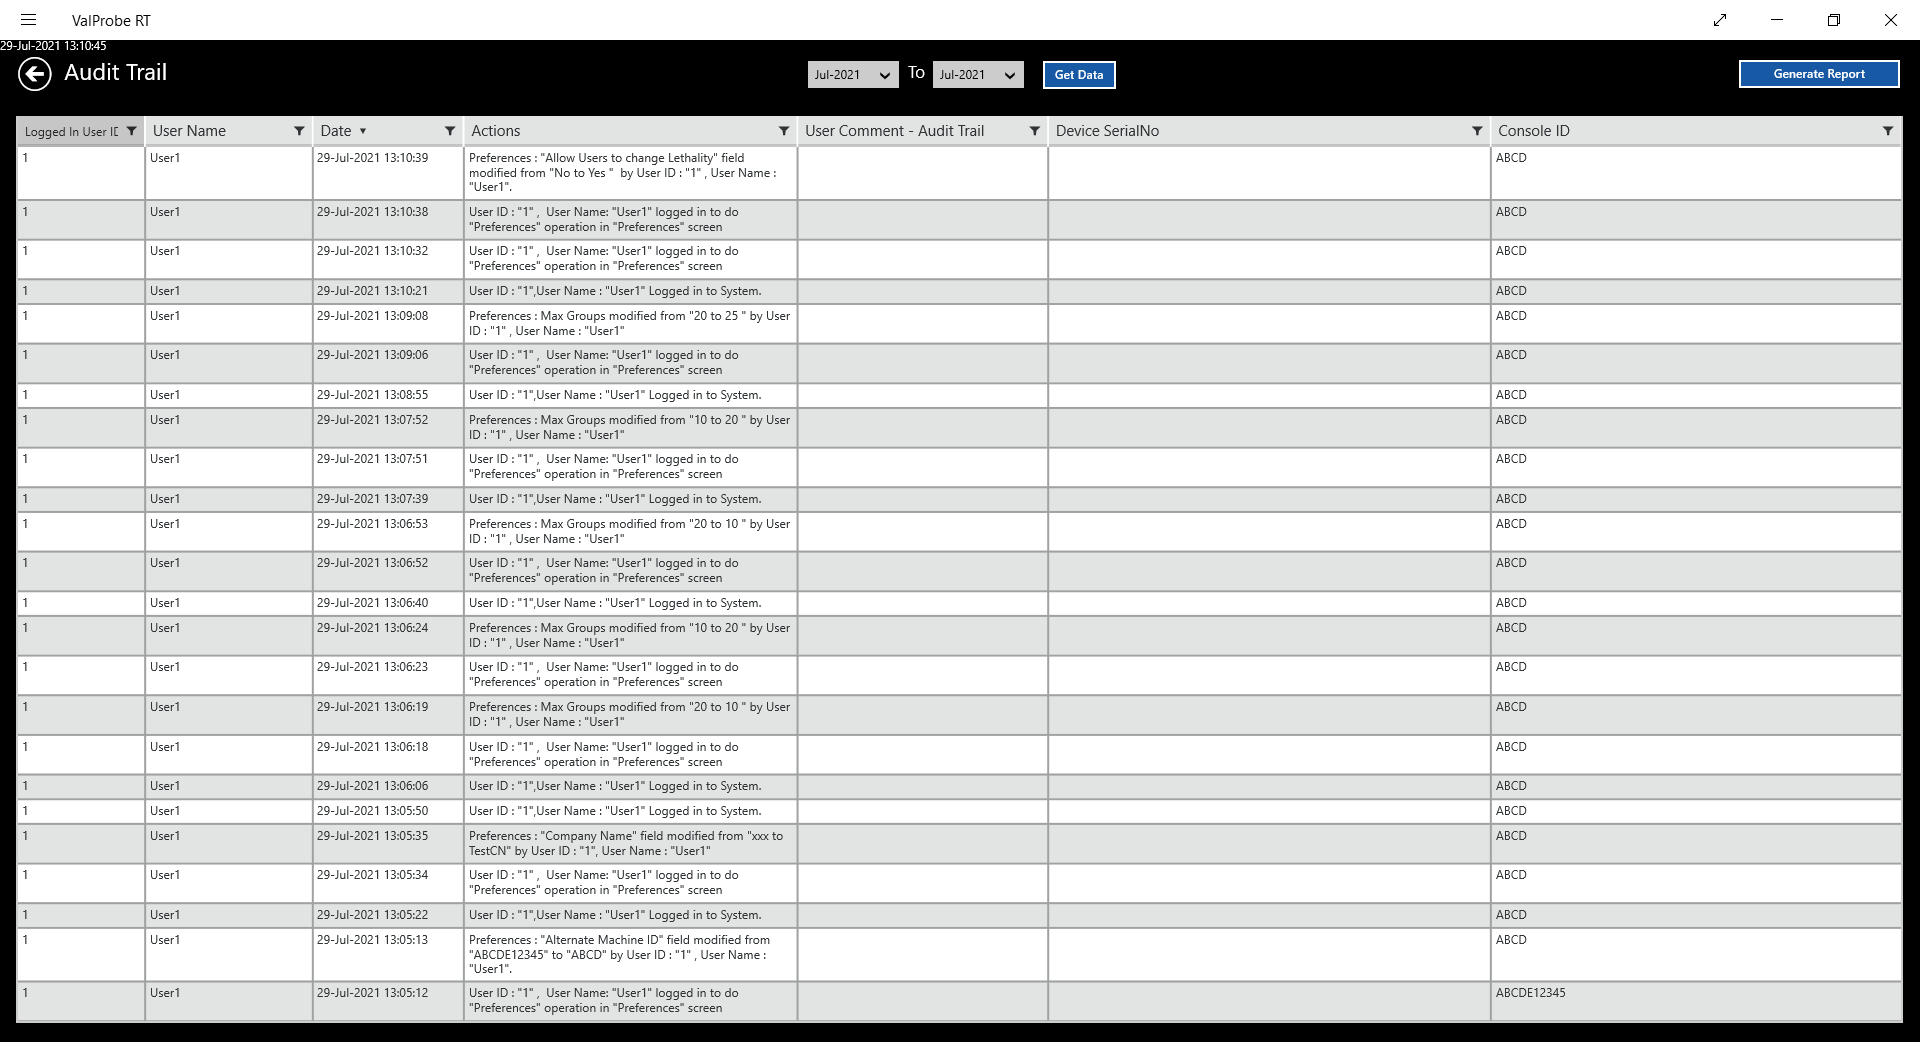 ValProbe RT
29-Jul-2021 13:10:45
Audit Trail
Jul-2021 To Jul-2021 Get Data
Generate Report
Logged In User ID User Name Date ▼ Actions User Comment - Audit Trail Device SerialNo Console ID
1 User1 29-Jul-2021 13:10:39 Preferences : "Allow Users to change Lethality" field ABCD
modified from "No to Yes "  by User ID : "1" , User Name :
"User1".
1 User1 29-Jul-2021 13:10:38 User ID : "1" ,  User Name: "User1" logged in to do ABCD
"Preferences" operation in "Preferences" screen
1 User1 29-Jul-2021 13:10:32 User ID : "1" ,  User Name: "User1" logged in to do ABCD
"Preferences" operation in "Preferences" screen
1 User1 29-Jul-2021 13:10:21 User ID : "1",User Name : "User1" Logged in to System. ABCD
1 User1 29-Jul-2021 13:09:08 Preferences : Max Groups modified from "20 to 25 " by User ABCD
ID : "1" , User Name : "User1"
1 User1 29-Jul-2021 13:09:06 User ID : "1" ,  User Name: "User1" logged in to do ABCD
"Preferences" operation in "Preferences" screen
1 User1 29-Jul-2021 13:08:55 User ID : "1",User Name : "User1" Logged in to System. ABCD
1 User1 29-Jul-2021 13:07:52 Preferences : Max Groups modified from "10 to 20 " by User ABCD
ID : "1" , User Name : "User1"
1 User1 29-Jul-2021 13:07:51 User ID : "1" ,  User Name: "User1" logged in to do ABCD
"Preferences" operation in "Preferences" screen
1 User1 29-Jul-2021 13:07:39 User ID : "1",User Name : "User1" Logged in to System. ABCD
1 User1 29-Jul-2021 13:06:53 Preferences : Max Groups modified from "20 to 10 " by User ABCD
ID : "1" , User Name : "User1"
1 User1 29-Jul-2021 13:06:52 User ID : "1" ,  User Name: "User1" logged in to do ABCD
"Preferences" operation in "Preferences" screen
1 User1 29-Jul-2021 13:06:40 User ID : "1",User Name : "User1" Logged in to System. ABCD
1 User1 29-Jul-2021 13:06:24 Preferences : Max Groups modified from "10 to 20 " by User ABCD
ID : "1" , User Name : "User1"
1 User1 29-Jul-2021 13:06:23 User ID : "1" ,  User Name: "User1" logged in to do ABCD
"Preferences" operation in "Preferences" screen
1 User1 29-Jul-2021 13:06:19 Preferences : Max Groups modified from "20 to 10 " by User ABCD
ID : "1" , User Name : "User1"
1 User1 29-Jul-2021 13:06:18 User ID : "1" ,  User Name: "User1" logged in to do ABCD
"Preferences" operation in "Preferences" screen
1 User1 29-Jul-2021 13:06:06 User ID : "1",User Name : "User1" Logged in to System. ABCD
1 User1 29-Jul-2021 13:05:50 User ID : "1",User Name : "User1" Logged in to System. ABCD
1 User1 29-Jul-2021 13:05:35 Preferences : "Company Name" field modified from "xxx to ABCD
TestCN" by User ID : "1", User Name : "User1"
1 User1 29-Jul-2021 13:05:34 User ID : "1" ,  User Name: "User1" logged in to do ABCD
"Preferences" operation in "Preferences" screen
1 User1 29-Jul-2021 13:05:22 User ID : "1",User Name : "User1" Logged in to System. ABCD
1 User1 29-Jul-2021 13:05:13 Preferences : "Alternate Machine ID" field modified from ABCD
"ABCDE12345" to "ABCD" by User ID : "1" , User Name :
"User1".
1 User1 29-Jul-2021 13:05:12 User ID : "1" ,  User Name: "User1" logged in to do ABCDE12345
"Preferences" operation in "Preferences" screen